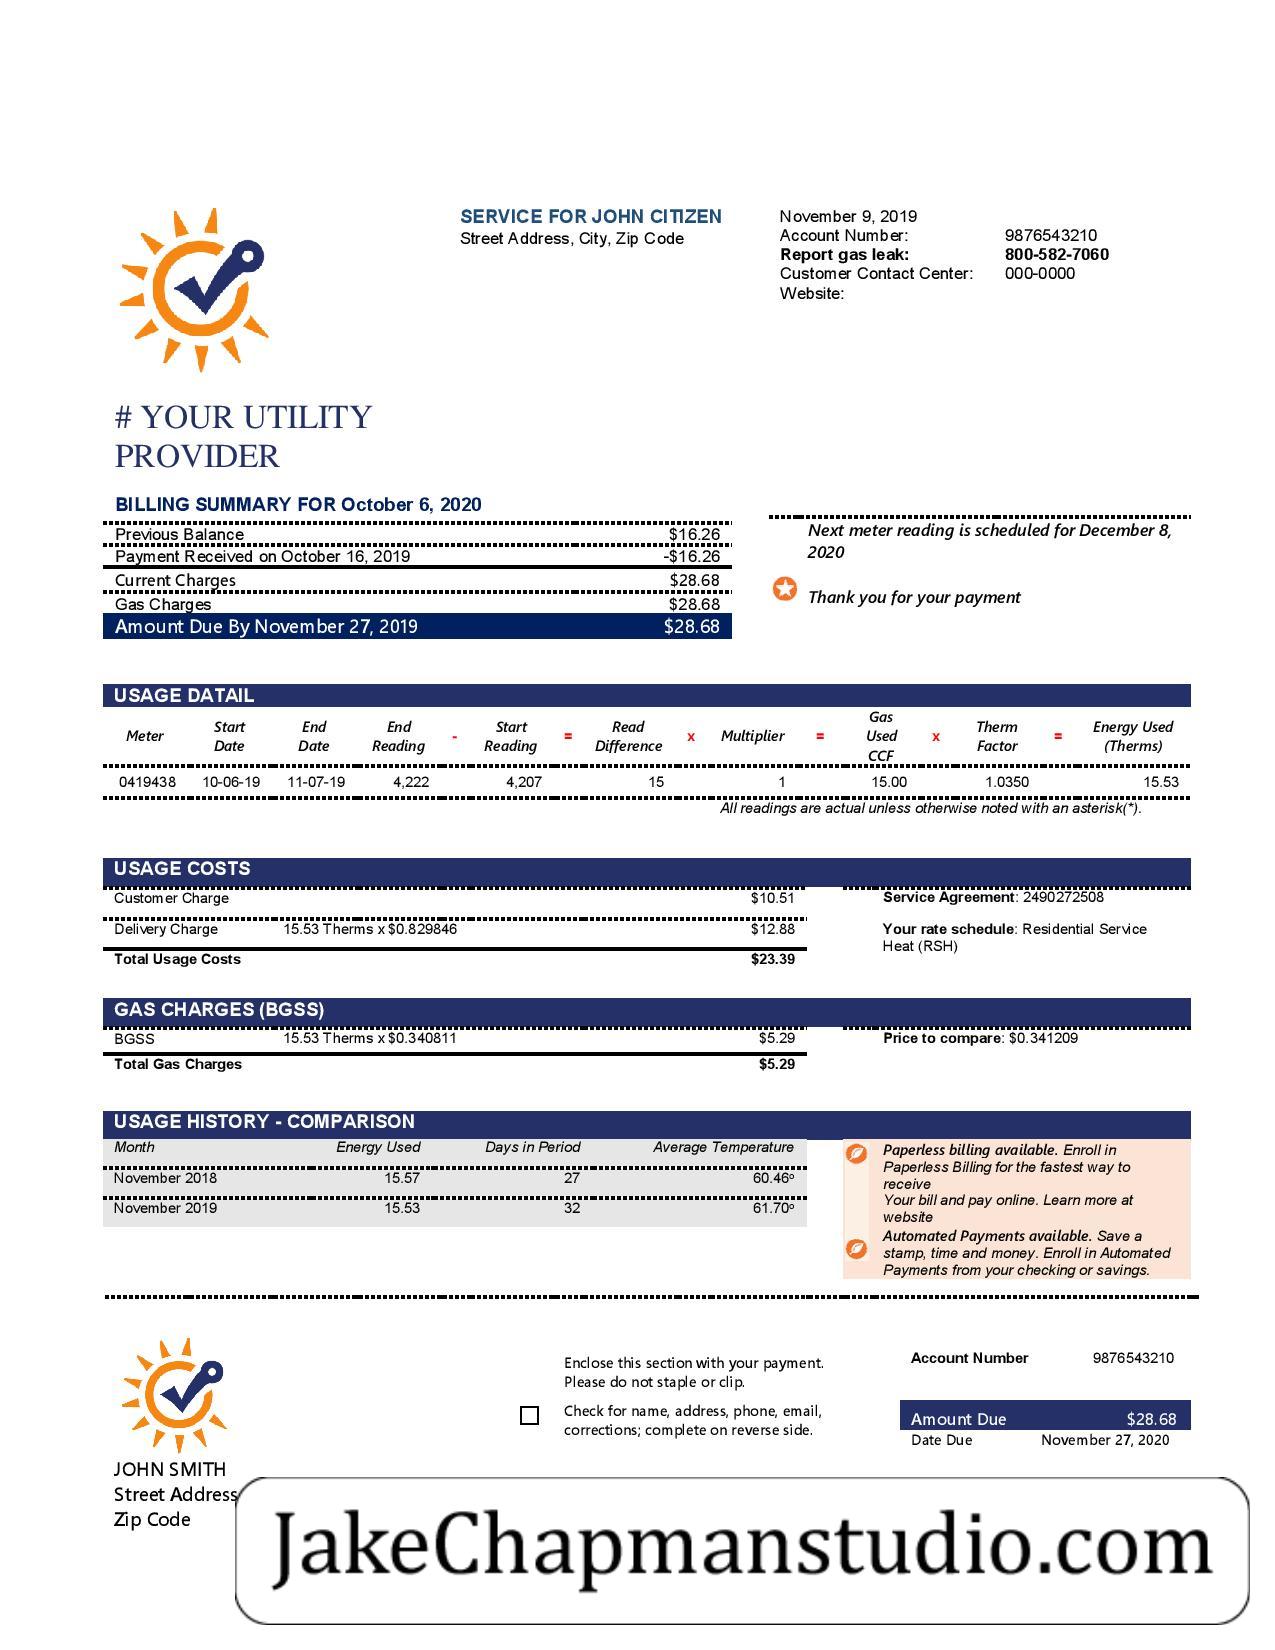 SERVICE FOR JOHN CITIZEN
Street Address, City, Zip Code
November 9, 2019
Account Number: 9876543210
Report gas leak: 800-582-7060
Customer Contact Center: 000-0000
Website:
# YOUR UTILITY
PROVIDER
BILLING SUMMARY FOR October 6, 2020
Previous Balance $16.26
Payment Received on October 16, 2019 -$16.26
Current Charges $28.68
Gas Charges $28.68
Amount Due By November 27, 2019 $28.68
Next meter reading is scheduled for December 8,
2020
Thank you for your payment
USAGE DATAIL
Meter Start Date End Date End Reading - Start Reading = Read Difference x Multiplier = Gas Used CCF x Therm Factor = Energy Used (Therms)
0419438 10-06-19 11-07-19 4,222 4,207 15 1 15.00 1.0350 15.53
All readings are actual unless otherwise noted with an asterisk(*).
USAGE COSTS
Customer Charge $10.51
Delivery Charge 15.53 Therms x $0.829846 $12.88
Total Usage Costs $23.39
Service Agreement: 2490272508
Your rate schedule: Residential Service
Heat (RSH)
GAS CHARGES (BGSS)
BGSS 15.53 Therms x $0.340811 $5.29
Total Gas Charges $5.29
Price to compare: $0.341209
USAGE HISTORY - COMPARISON
Month Energy Used Days in Period Average Temperature
November 2018 15.57 27 60.46º
November 2019 15.53 32 61.70º
Paperless billing available. Enroll in
Paperless Billing for the fastest way to
receive
Your bill and pay online. Learn more at
website
Automated Payments available. Save a
stamp, time and money. Enroll in Automated
Payments from your checking or savings.
Enclose this section with your payment.
Please do not staple or clip.
Check for name, address, phone, email,
corrections; complete on reverse side.
Account Number 9876543210
Amount Due $28.68
Date Due November 27, 2020
JOHN SMITH
Street Address
Zip Code
JakeChapmanstudio.com